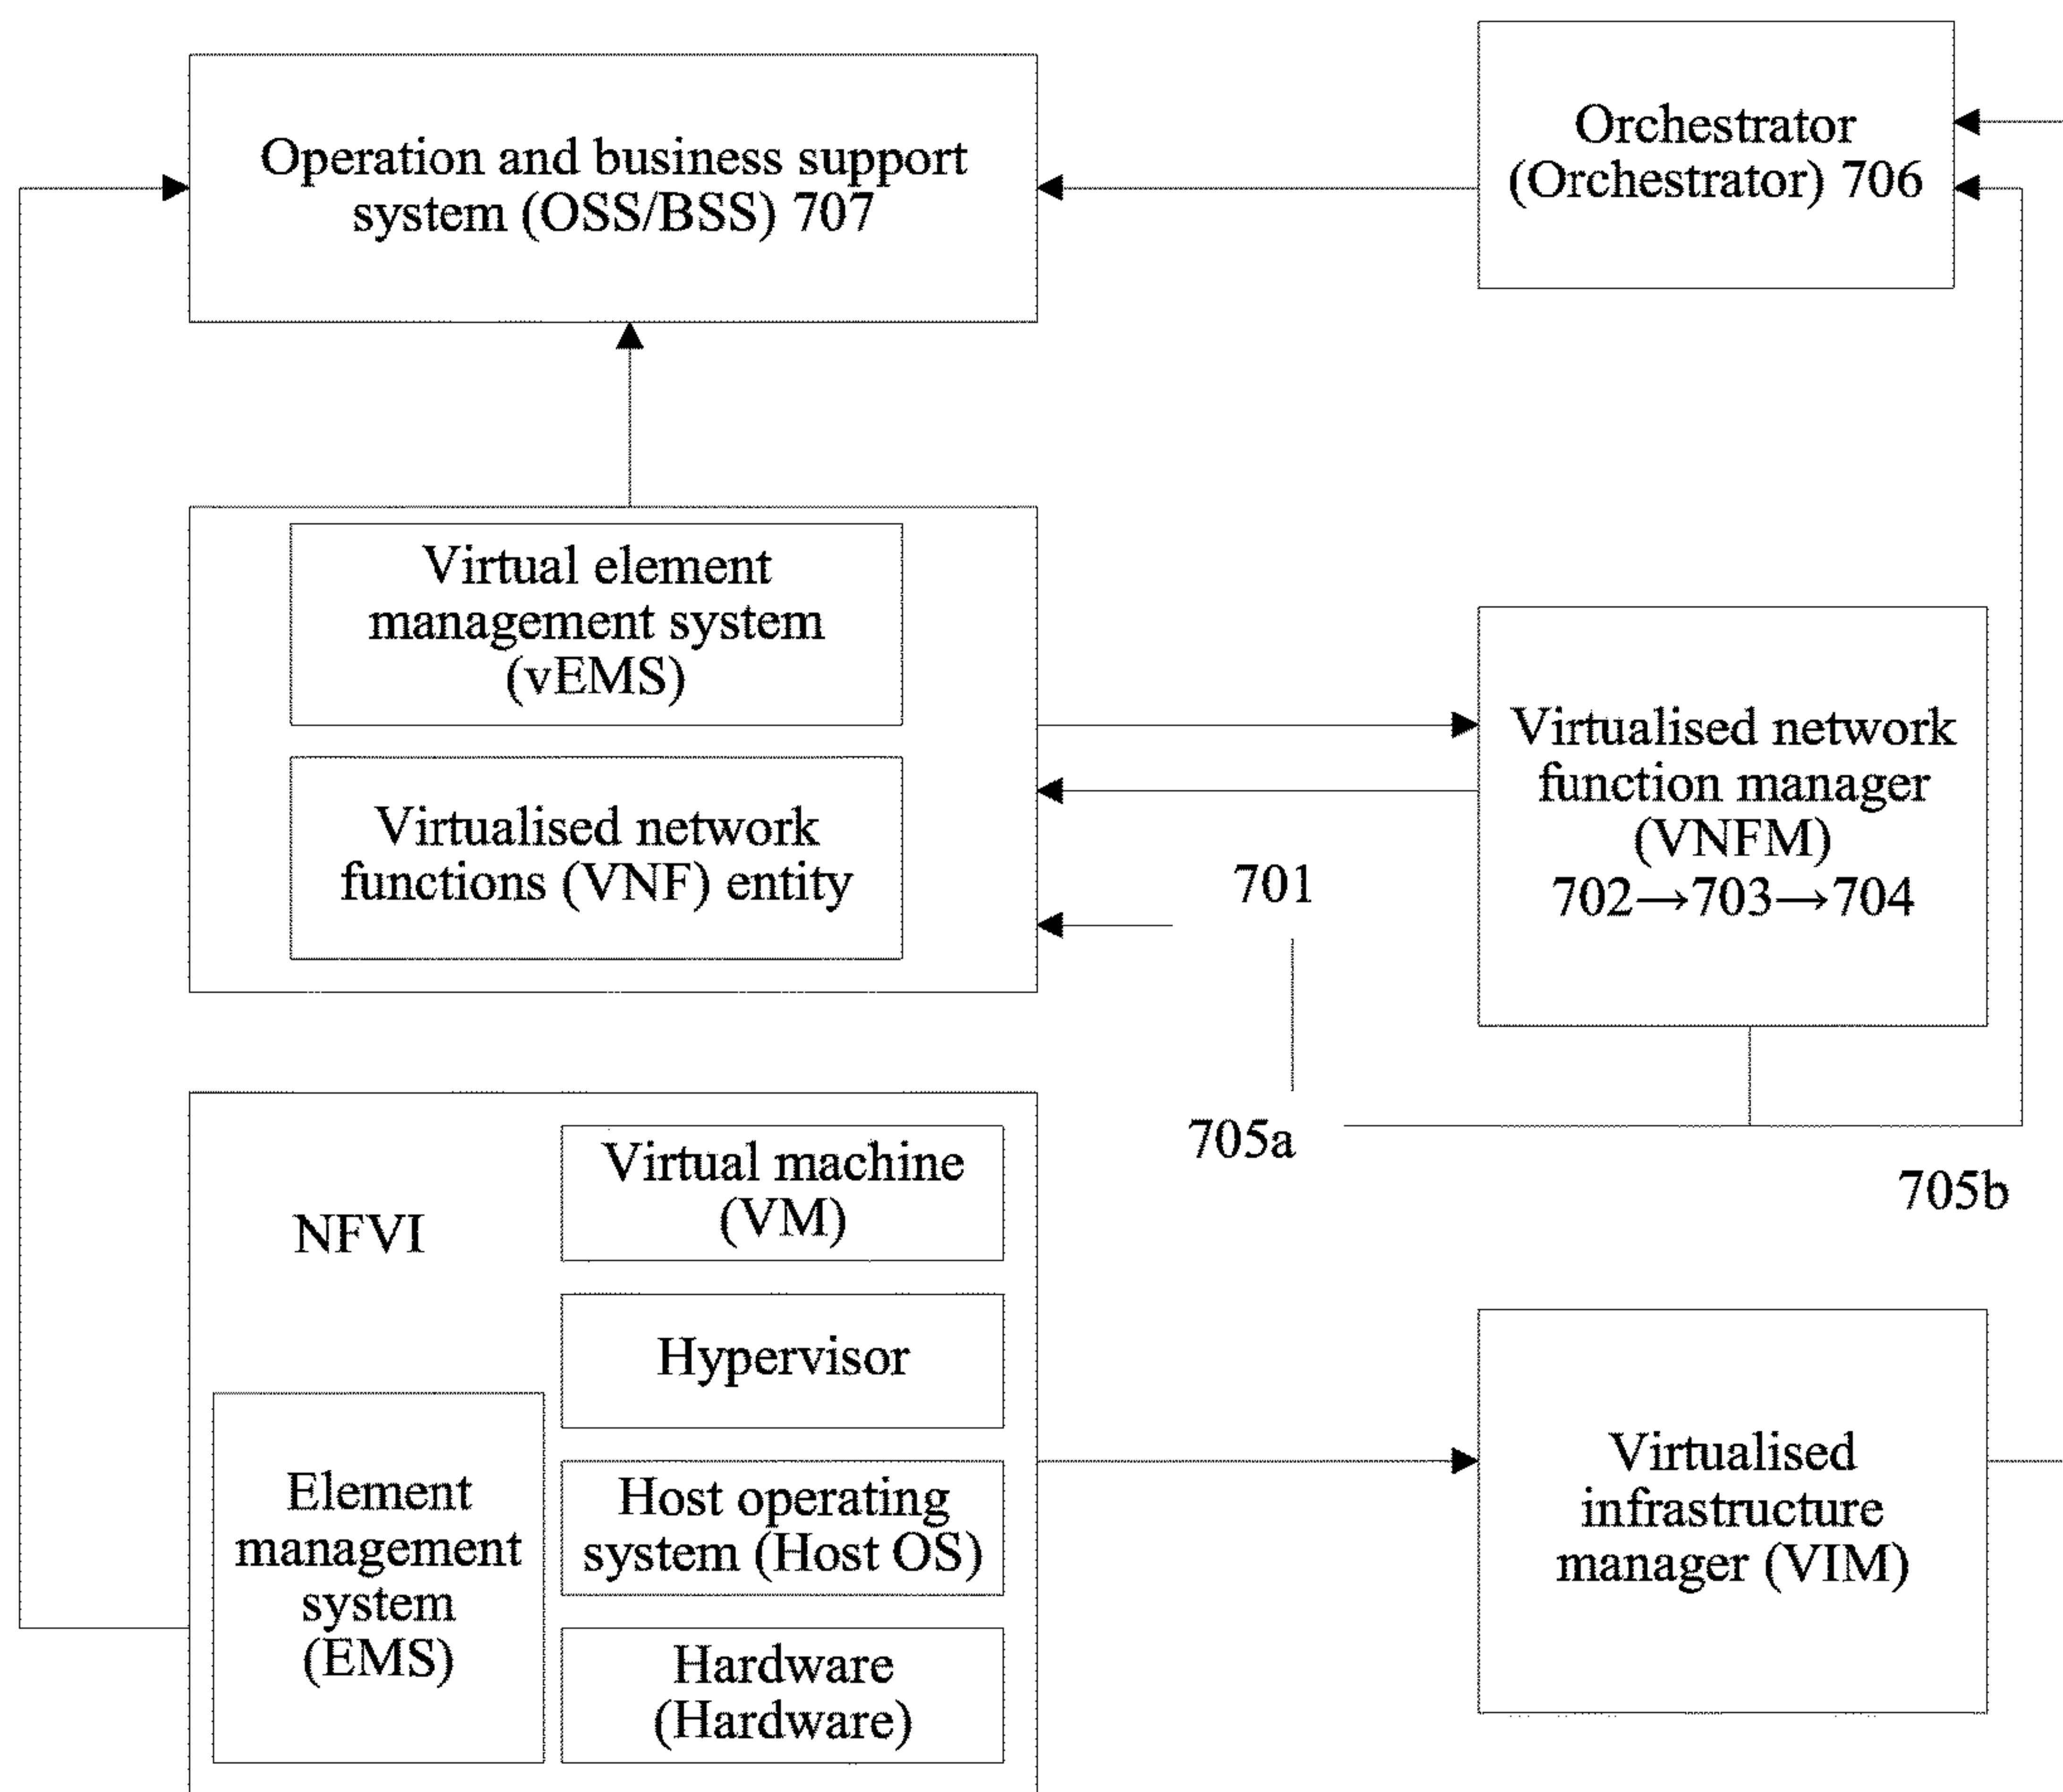 Operation and business support
system (OSS/BSS) 707
Orchestrator
(Orchestrator) 706
Virtual element
management system
(vEMS)
Virtualised network
functions (VNF) entity
Virtualised network
function manager
(VNFM)
702→703→704
701
705a
705b
NFVI
Virtual machine
(VM)
Hypervisor
Element
management
system
(EMS)
Host operating
system (Host OS)
Hardware
(Hardware)
Virtualised
infrastructure
manager (VIM)